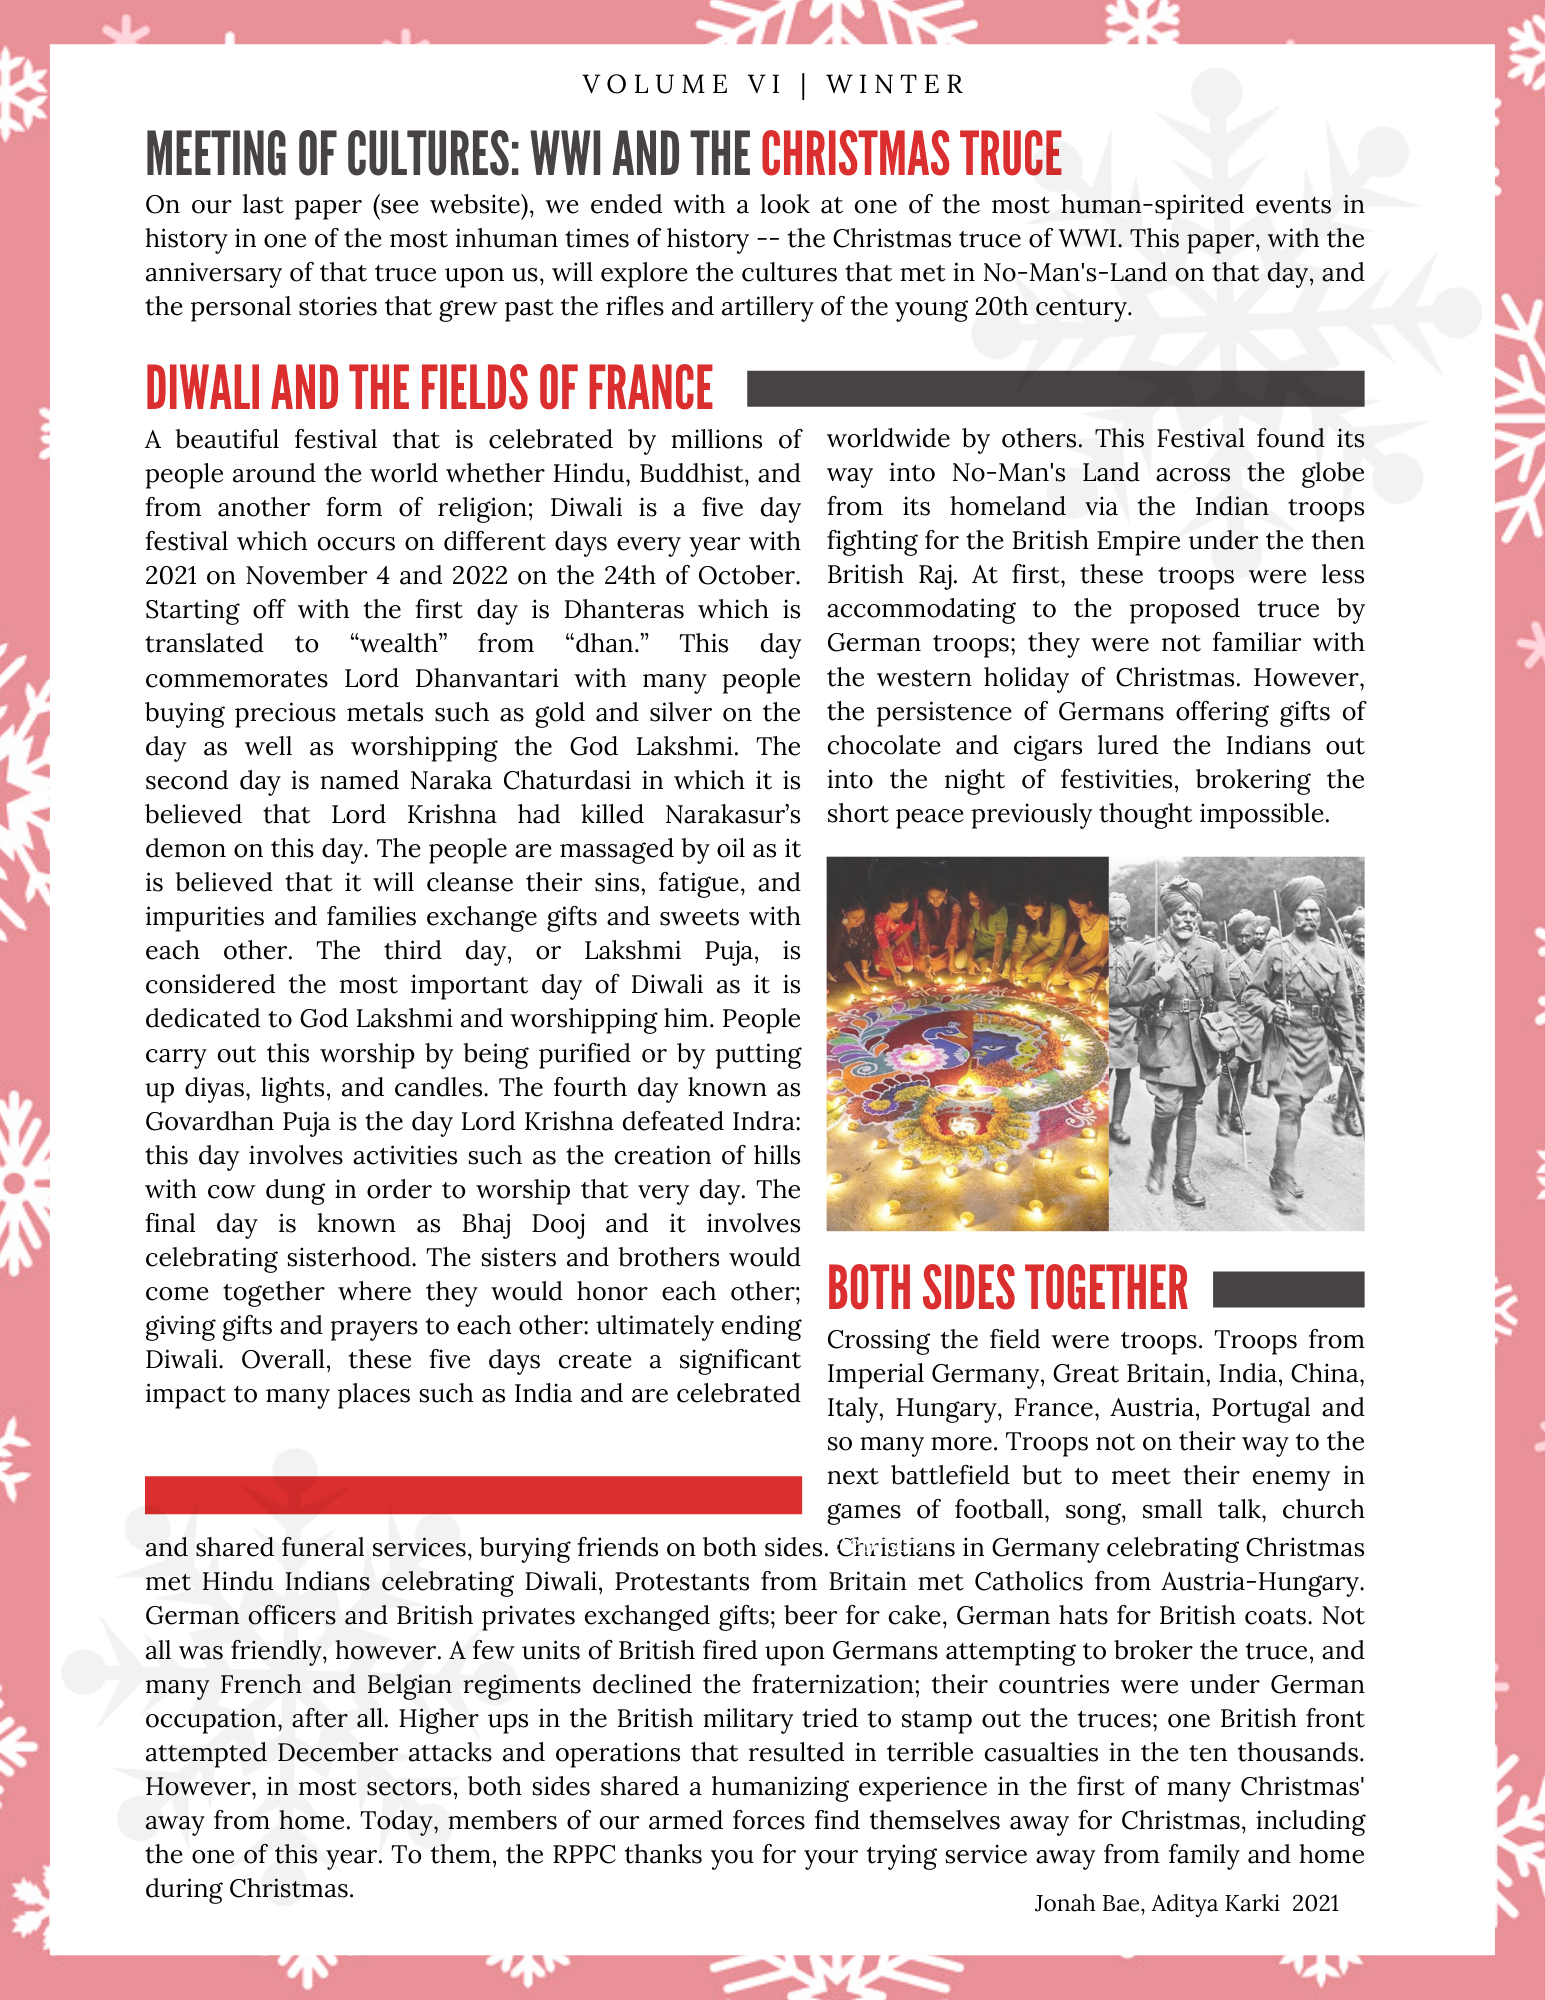 VOLUME VI | WINTER
MEETING OF CULTURES: WWI AND THE CHRISTMAS TRUCE
On our last paper (see website), we ended with a look at one of the most human-spirited events in
history in one of the most inhuman times of history -- the Christmas truce of WWI. This paper, with the
anniversary of that truce upon us, will explore the cultures that met in No-Man's-Land on that day, and
the personal stories that grew past the rifles and artillery of the young 20th century.
DIWALI AND THE FIELDS OF FRANCE
A beautiful festival that is celebrated by millions of
people around the world whether Hindu, Buddhist, and
from another form of religion; Diwali is a five day
festival which occurs on different days every year with
2021 on November 4 and 2022 on the 24th of October.
Starting off with the first day is Dhanteras which is
translated to “wealth” from “dhan.” This day
commemorates Lord Dhanvantari with many people
buying precious metals such as gold and silver on the
day as well as worshipping the God Lakshmi. The
second day is named Naraka Chaturdasi in which it is
believed that Lord Krishna had killed Narakasur’s
demon on this day. The people are massaged by oil as it
is believed that it will cleanse their sins, fatigue, and
impurities and families exchange gifts and sweets with
each other. The third day, or Lakshmi Puja, is
considered the most important day of Diwali as it is
dedicated to God Lakshmi and worshipping him. People
carry out this worship by being purified or by putting
up diyas, lights, and candles. The fourth day known as
Govardhan Puja is the day Lord Krishna defeated Indra:
this day involves activities such as the creation of hills
with cow dung in order to worship that very day. The
final day is known as Bhaj Dooj and it involves
celebrating sisterhood. The sisters and brothers would
come together where they would honor each other;
giving gifts and prayers to each other: ultimately ending
Diwali. Overall, these five days create a significant
impact to many places such as India and are celebrated
worldwide by others. This Festival found its
way into No-Man's Land across the globe
from its homeland via the Indian troops
fighting for the British Empire under the then
British Raj. At first, these troops were less
accommodating to the proposed truce by
German troops; they were not familiar with
the western holiday of Christmas. However,
the persistence of Germans offering gifts of
chocolate and cigars lured the Indians out
into the night of festivities, brokering the
short peace previously thought impossible.
BOTH SIDES TOGETHER
Crossing the field were troops. Troops from
Imperial Germany, Great Britain, India, China,
Italy, Hungary, France, Austria, Portugal and
so many more. Troops not on their way to the
next battlefield but to meet their enemy in
games of football, song, small talk, church
and shared funeral services, burying friends on both sides. Christians in Germany celebrating Christmas
met Hindu Indians celebrating Diwali, Protestants from Britain met Catholics from Austria-Hungary.
German officers and British privates exchanged gifts; beer for cake, German hats for British coats. Not
all was friendly, however. A few units of British fired upon Germans attempting to broker the truce, and
many French and Belgian regiments declined the fraternization; their countries were under German
occupation, after all. Higher ups in the British military tried to stamp out the truces; one British front
attempted December attacks and operations that resulted in terrible casualties in the ten thousands.
However, in most sectors, both sides shared a humanizing experience in the first of many Christmas'
away from home. Today, members of our armed forces find themselves away for Christmas, including
the one of this year. To them, the RPPC thanks you for your trying service away from family and home
during Christmas.
Jonah Bae, Aditya Karki 2021